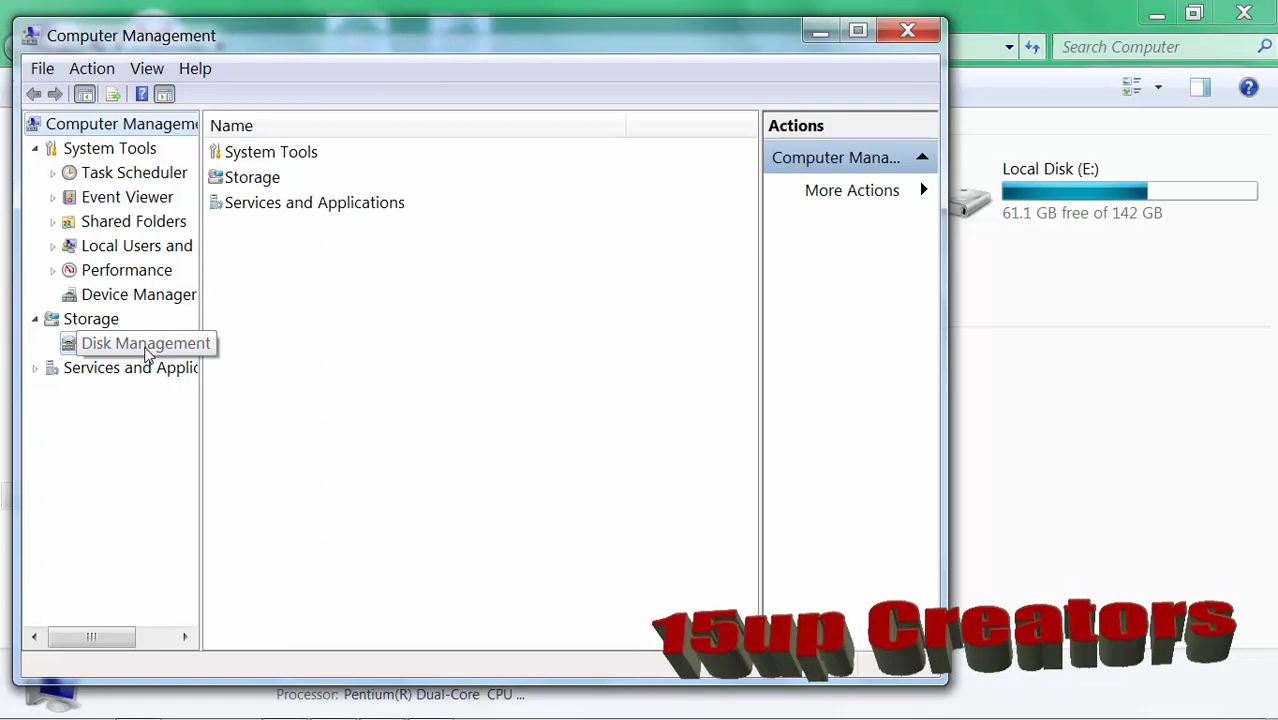 Computer Management
File Action View Help
Search Computer
Computer Managem
System Tools
Task Scheduler
Event Viewer
Shared Folders
Local Users and
Performance
Device Manager
Storage
Disk Management
Services and Applic
Name
System Tools
Storage
Services and Applications
Actions
Computer Mana...
More Actions
Local Disk (E:)
61.1 GB free of 142 GB
15up Creators
Processor: Pentium(R) Dual-Core CPU ...